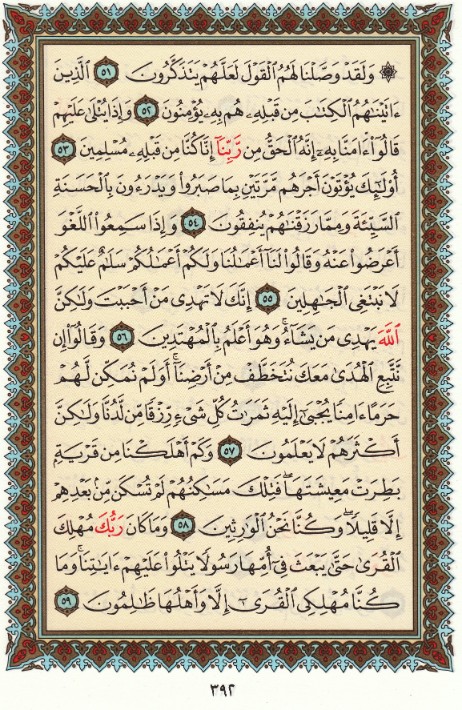 ۞ وَلَقَدْ وَصَّلْنَا لَهُمُ ٱلْقَوْلَ لَعَلَّهُمْ يَتَذَكَّرُونَ ٥١ ٱلَّذِينَ
ءَاتَيْنَٰهُمُ ٱلْكِتَٰبَ مِن قَبْلِهِۦ هُم بِهِۦ يُؤْمِنُونَ ٥٢ وَإِذَا يُتْلَىٰ عَلَيْهِمْ
قَالُوٓا۟ ءَامَنَّا بِهِۦٓ إِنَّهُ ٱلْحَقُّ مِن رَّبِّنَآ إِنَّا كُنَّا مِن قَبْلِهِۦ مُسْلِمِينَ ٥٣
أُو۟لَٰٓئِكَ يُؤْتَوْنَ أَجْرَهُم مَّرَّتَيْنِ بِمَا صَبَرُوا۟ وَيَدْرَءُونَ بِٱلْحَسَنَةِ
ٱلسَّيِّئَةَ وَمِمَّا رَزَقْنَٰهُمْ يُنفِقُونَ ٥٤ وَإِذَا سَمِعُوا۟ ٱللَّغْوَ
أَعْرَضُوا۟ عَنْهُ وَقَالُوا۟ لَنَآ أَعْمَٰلُنَا وَلَكُمْ أَعْمَٰلُكُمْ سَلَٰمٌ عَلَيْكُمْ
لَا نَبْتَغِى ٱلْجَٰهِلِينَ ٥٥ إِنَّكَ لَا تَهْدِى مَنْ أَحْبَبْتَ وَلَٰكِنَّ
ٱللَّهَ يَهْدِى مَن يَشَآءُ ۚ وَهُوَ أَعْلَمُ بِٱلْمُهْتَدِينَ ٥٦ وَقَالُوٓا۟ إِن
نَّتَّبِعِ ٱلْهُدَىٰ مَعَكَ نُتَخَطَّفْ مِنْ أَرْضِنَآ ۚ أَوَلَمْ نُمَكِّن لَّهُمْ
حَرَمًا ءَامِنًا يُجْبَىٰٓ إِلَيْهِ ثَمَرَٰتُ كُلِّ شَىْءٍ رِّزْقًا مِّن لَّدُنَّا وَلَٰكِنَّ
أَكْثَرَهُمْ لَا يَعْلَمُونَ ٥٧ وَكَمْ أَهْلَكْنَا مِن قَرْيَةٍۭ
بَطِرَتْ مَعِيشَتَهَا ۖ فَتِلْكَ مَسَٰكِنُهُمْ لَمْ تُسْكَن مِّنۢ بَعْدِهِمْ
إِلَّا قَلِيلًا ۖ وَكُنَّا نَحْنُ ٱلْوَٰرِثِينَ ٥٨ وَمَا كَانَ رَبُّكَ مُهْلِكَ
ٱلْقُرَىٰ حَتَّىٰ يَبْعَثَ فِىٓ أُمِّهَا رَسُولًا يَتْلُوا۟ عَلَيْهِمْ ءَايَٰتِنَا ۚ وَمَا
كُنَّا مُهْلِكِى ٱلْقُرَىٰٓ إِلَّا وَأَهْلُهَا ظَٰلِمُونَ ٥٩
٣٩٢